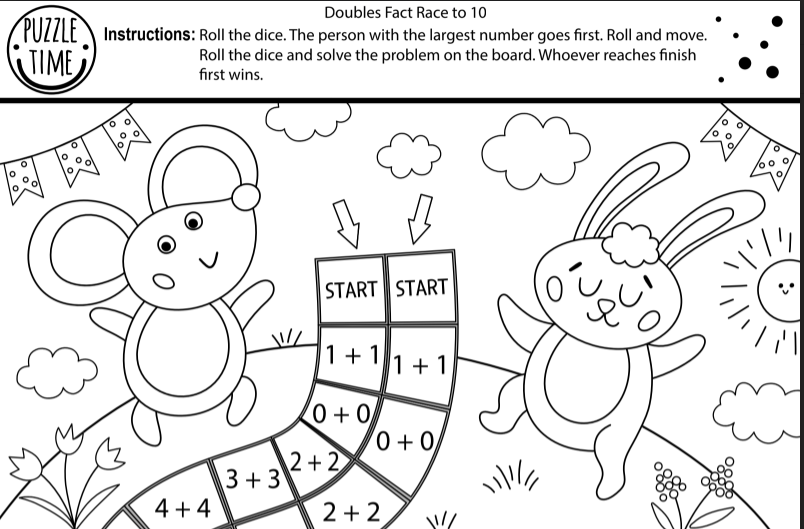 PUZZLE
TIME
Doubles Fact Race to 10
Instructions: Roll the dice. The person with the largest number goes first. Roll and move.
Roll the dice and solve the problem on the board. Whoever reaches finish
first wins.
START START
1 + 1 1 + 1
0 + 0 0 + 0
2 + 2
3 + 3
4 + 4 2 + 2